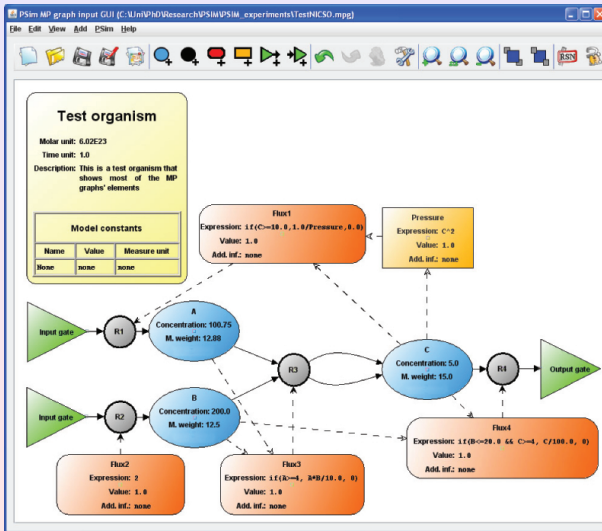 PSim MP graph input GUI (C:\Uni\PhD\Research\PSIM\PSIM_experiments\TestNICSO.mpg)
File Edit View Add PSim Help
RSN
Test organism
Molar unit: 6.02E23
Time unit: 1.0
Description: This is a test organism that
shows most of the MP
graphs' elements
Model constants
Name Value Measure unit
None none none
Flux1
Expression: if(C>=10.0,1.0/Pressure,0.0)
Value: 1.0
Add. inf.: none
Pressure
Expression: C^2
Value: 1.0
Add. inf.: none
Input gate
R1
A
Concentration: 100.75
M. weight: 12.88
R3
C
Concentration: 5.0
M. weight: 15.0
R4
Output gate
Input gate
R2
B
Concentration: 200.0
M. weight: 12.5
Flux2
Expression: 2
Value: 1.0
Add. inf.: none
Flux3
Expression: if(A>=4, A*B/10.0, 0)
Value: 1.0
Add. inf.: none
Flux4
Expression: if(B<=20.0 && C>=4, C/100.0, 0)
Value: 1.0
Add. inf.: none